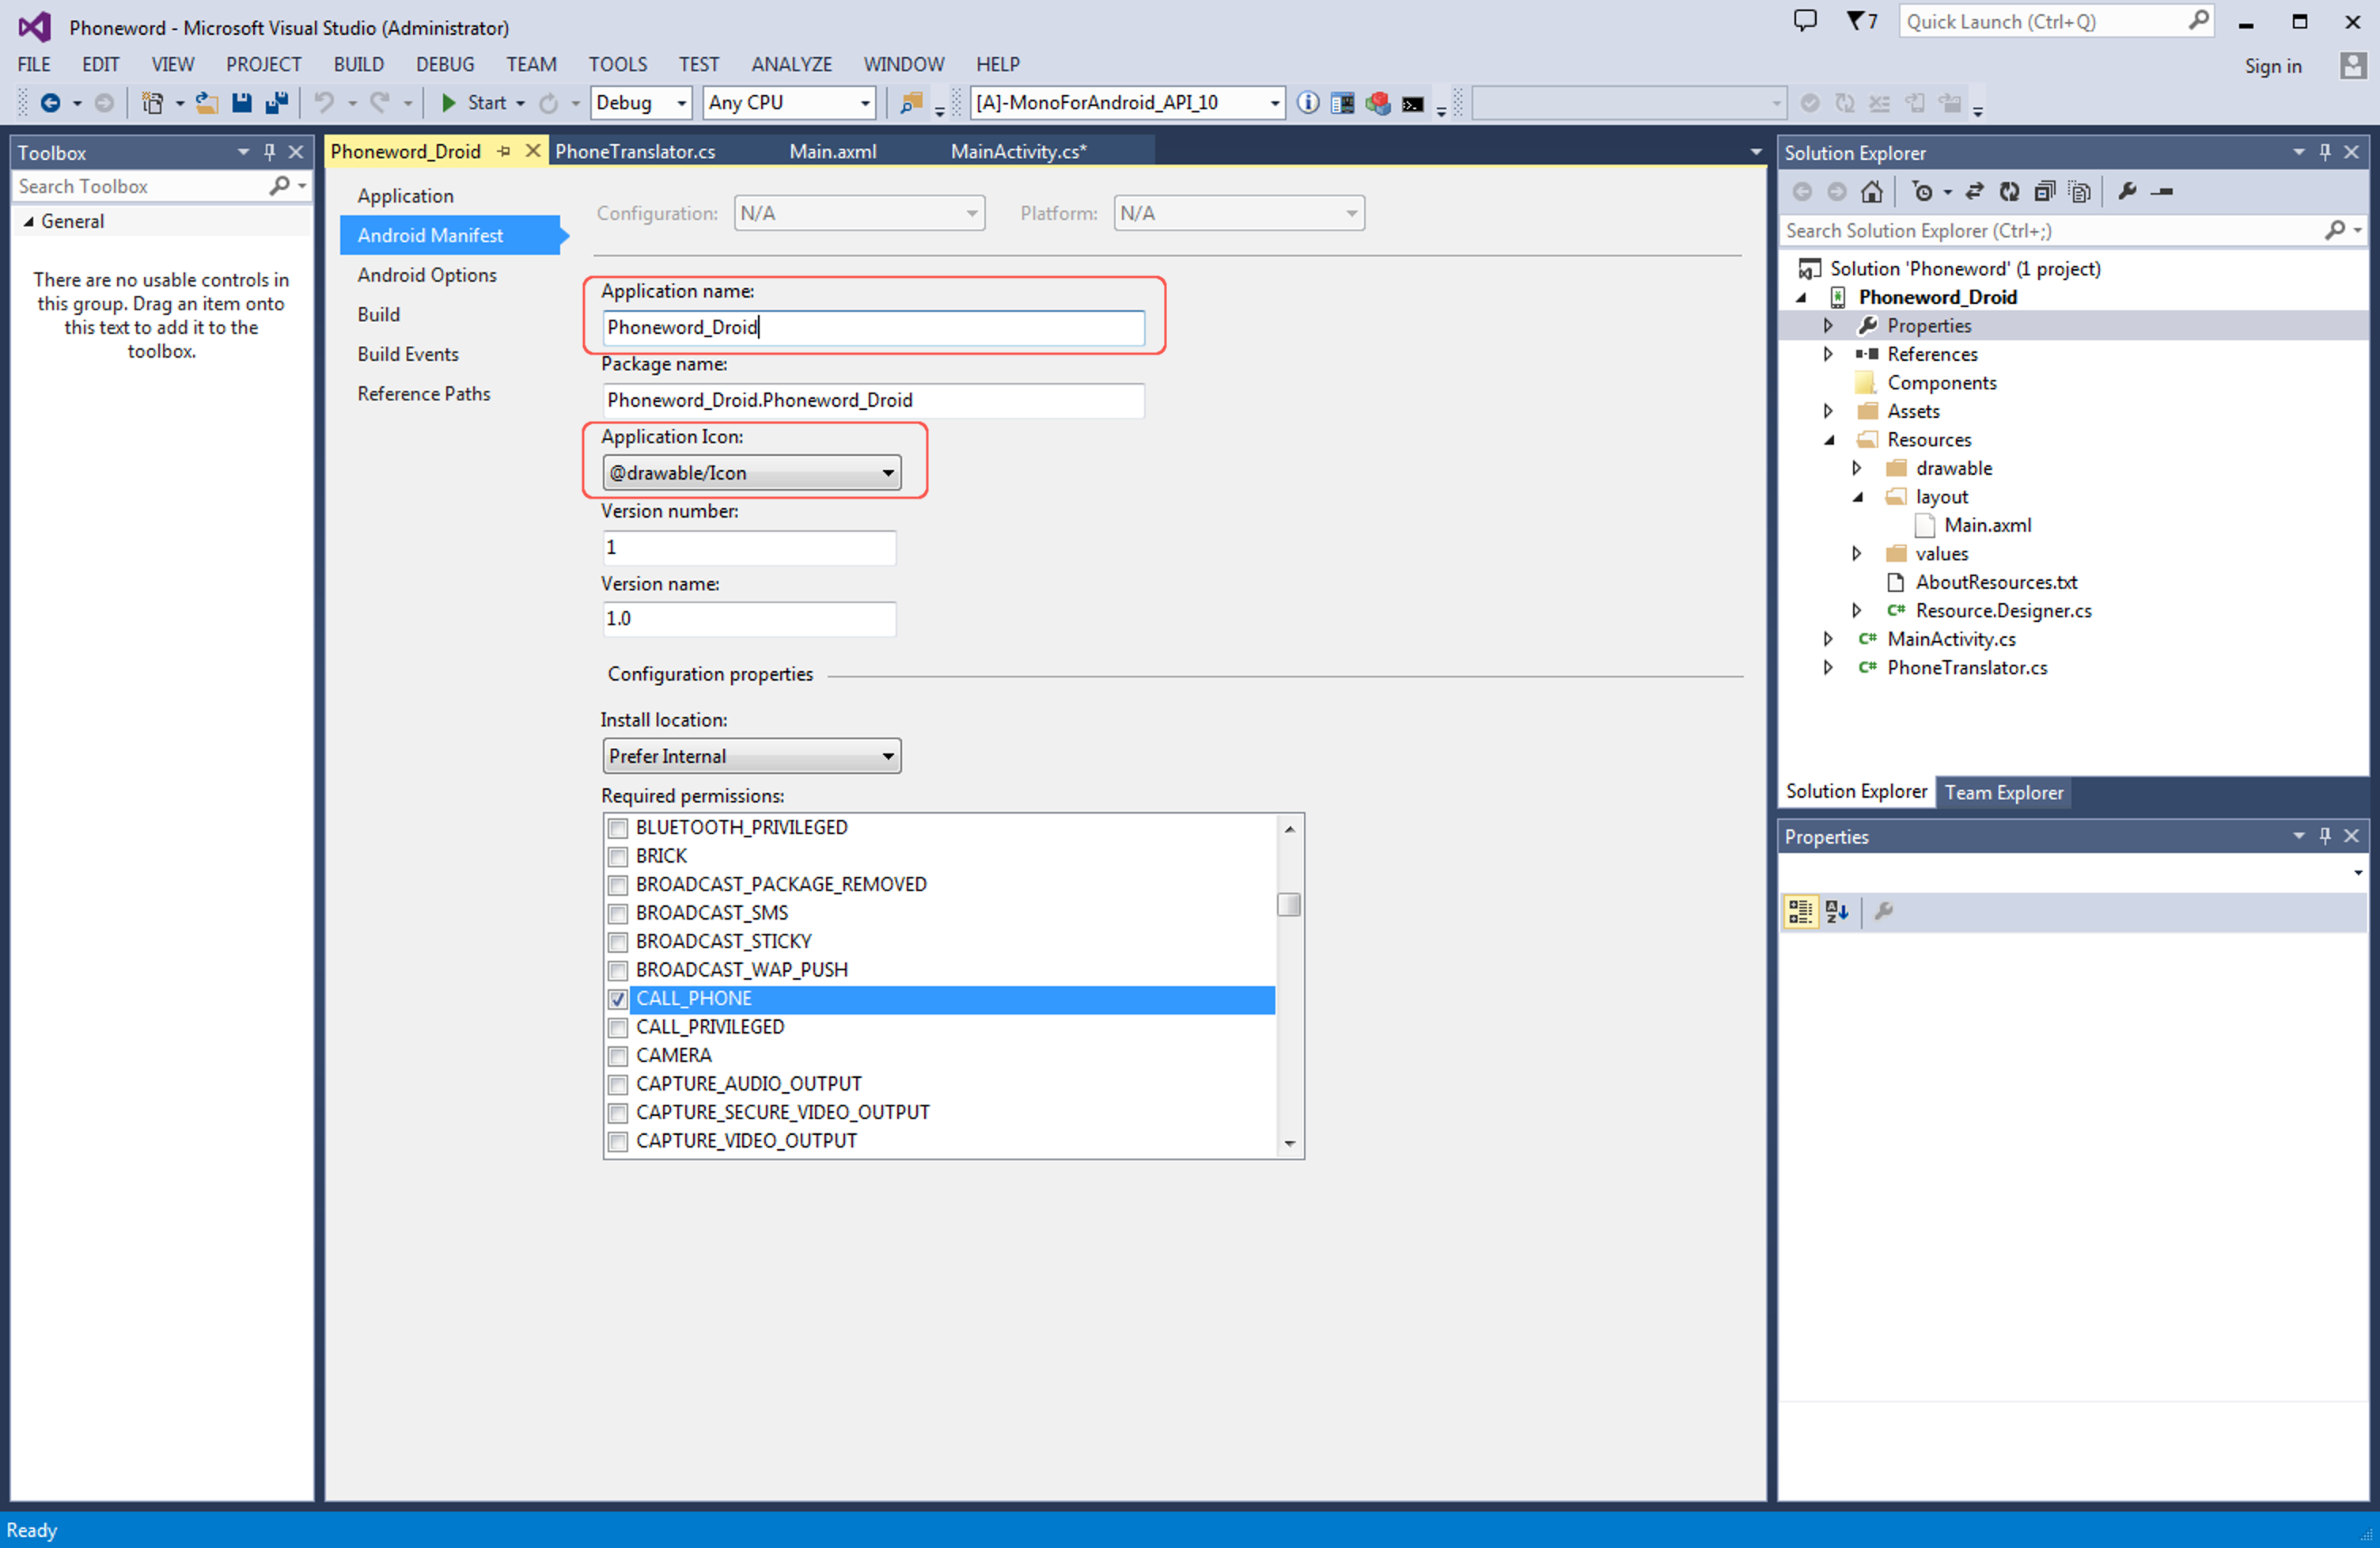 Phoneword - Microsoft Visual Studio (Administrator)
7
Quick Launch (Ctrl+Q)
FILE EDIT VIEW PROJECT BUILD DEBUG TEAM TOOLS TEST ANALYZE WINDOW HELP
Sign in
Start
Debug
Any CPU
[A]-MonoForAndroid_API_10
Toolbox
Search Toolbox
General
There are no usable controls in
this group. Drag an item onto
this text to add it to the
toolbox.
Phoneword_Droid
PhoneTranslator.cs
Main.axml
MainActivity.cs*
Application
Android Manifest
Android Options
Build
Build Events
Reference Paths
Configuration: N/A
Platform: N/A
Application name:
Phoneword_Droid
Package name:
Phoneword_Droid.Phoneword_Droid
Application Icon:
@drawable/Icon
Version number:
1
Version name:
1.0
Configuration properties
Install location:
Prefer Internal
Required permissions:
BLUETOOTH_PRIVILEGED
BRICK
BROADCAST_PACKAGE_REMOVED
BROADCAST_SMS
BROADCAST_STICKY
BROADCAST_WAP_PUSH
CALL_PHONE
CALL_PRIVILEGED
CAMERA
CAPTURE_AUDIO_OUTPUT
CAPTURE_SECURE_VIDEO_OUTPUT
CAPTURE_VIDEO_OUTPUT
Solution Explorer
Search Solution Explorer (Ctrl+;)
Solution 'Phoneword' (1 project)
Phoneword_Droid
Properties
References
Components
Assets
Resources
drawable
layout
Main.axml
values
AboutResources.txt
C# Resource.Designer.cs
C# MainActivity.cs
C# PhoneTranslator.cs
Solution Explorer
Team Explorer
Properties
Ready